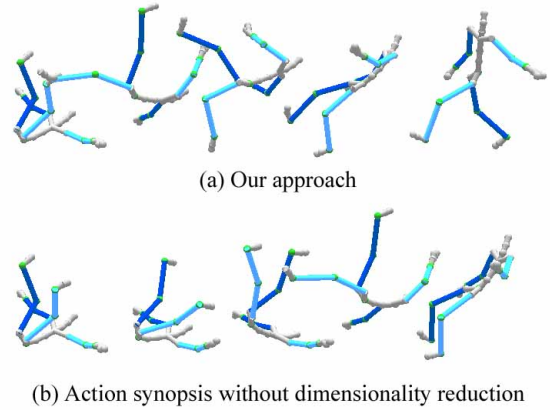 (a) Our approach
(b) Action synopsis without dimensionality reduction